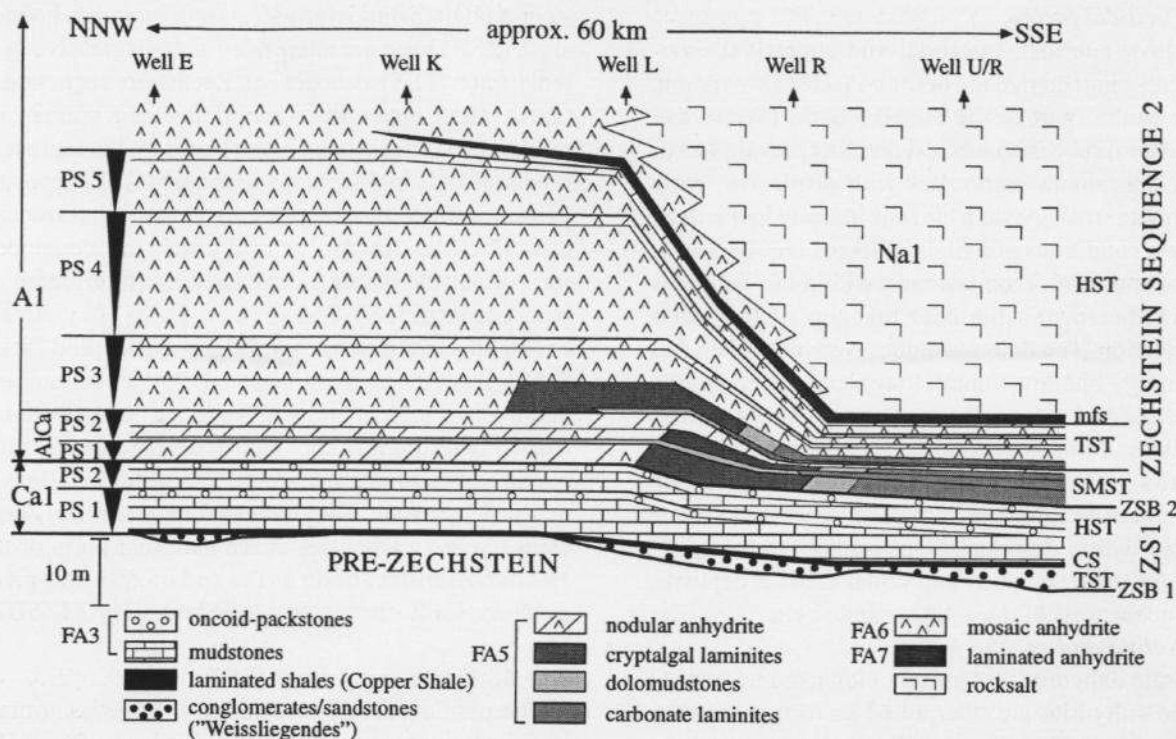 NNW
approx. 60 km
SSE
Well E
Well K
Well L
Well R
Well U/R
PS 5
PS 4
A1
PS 3
A1Ca
PS 2
PS 1
PS 2
Ca1
PS 1
Na1
HST
mfs
TST
SMST
ZSB 2
HST
CS
TST
ZSB 1
ZECHSTEIN SEQUENCE 2
ZS1
10 m
PRE-ZECHSTEIN
FA3
oncoid-packstones
mudstones
laminated shales (Copper Shale)
conglomerates/sandstones
("Weissliegendes")
FA5
nodular anhydrite
cryptalgal laminites
dolomudstones
carbonate laminites
FA6
mosaic anhydrite
FA7
laminated anhydrite
rocksalt